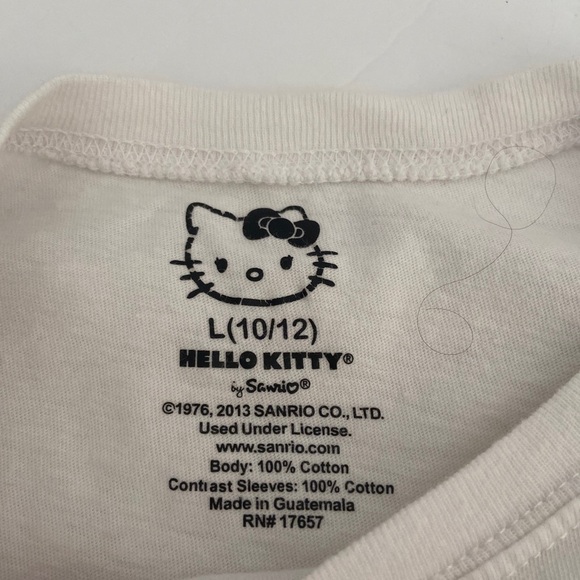 L(10/12)
HELLO KITTY®
by Sanrio®
©1976, 2013 SANRIO CO., LTD.
Used Under License.
www.sanrio.com
Body: 100% Cotton
Contrast Sleeves: 100% Cotton
Made in Guatemala
RN# 17657